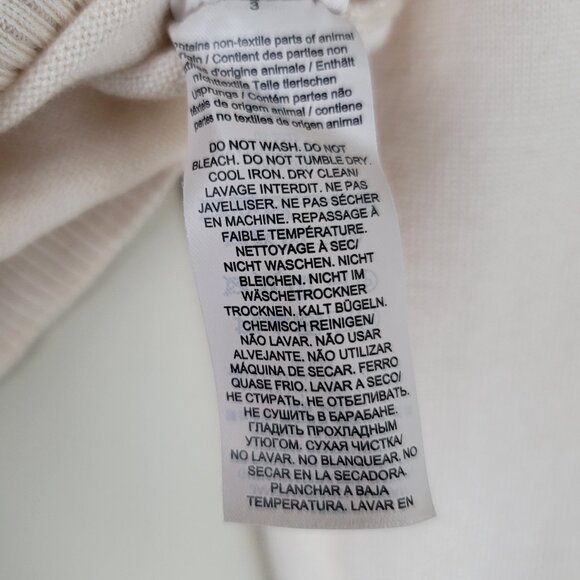 3
ntains non-textile parts of animal
igin / Contient des parties non
d'origine animale / Enthält
nichttextile Teile tierischen
Ursprungs / Contém partes não
têxteis de origem animal / contiene
partes no textiles de origen animal
DO NOT WASH. DO NOT
BLEACH. DO NOT TUMBLE DRY.
COOL IRON. DRY CLEAN/
LAVAGE INTERDIT. NE PAS
JAVELLISER. NE PAS SÉCHER
EN MACHINE. REPASSAGE À
FAIBLE TEMPÉRATURE.
NETTOYAGE À SEC/
NICHT WASCHEN. NICHT
BLEICHEN. NICHT IM
WÄSCHETROCKNER
TROCKNEN. KALT BÜGELN.
CHEMISCH REINIGEN/
NÃO LAVAR. NÃO USAR
ALVEJANTE. NÃO UTILIZAR
MÁQUINA DE SECAR. FERRO
QUASE FRIO. LAVAR A SECO/
НЕ СТИРАТЬ. НЕ ОТБЕЛИВАТЬ.
НЕ СУШИТЬ В БАРАБАНЕ.
ГЛАДИТЬ ПРОХЛАДНЫМ
УТЮГОМ. СУХАЯ ЧИСТКА/
NO LAVAR. NO BLANQUEAR. NO
SECAR EN LA SECADORA.
PLANCHAR A BAJA
TEMPERATURA. LAVAR EN